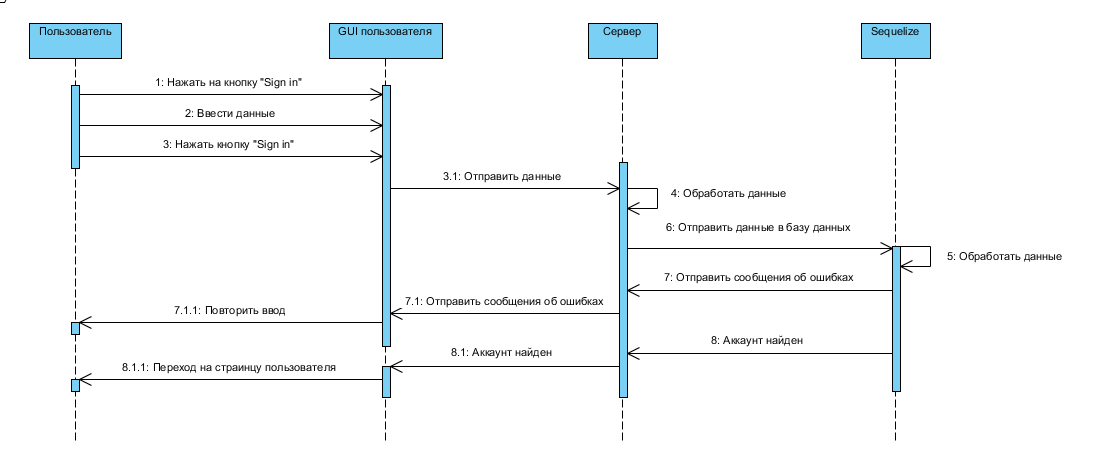 Пользователь
GUI пользователя
Сервер
Sequelize
1: Нажать на кнопку "Sign in"
2: Ввести данные
3: Нажать кнопку "Sign in"
3.1: Отправить данные
4: Обработать данные
6: Отправить данные в базу данных
5: Обработать данные
7: Отправить сообщения об ошибках
7.1: Отправить сообщения об ошибках
7.1.1: Повторить ввод
8: Аккаунт найден
8.1: Аккаунт найден
8.1.1: Переход на страинцу пользователя